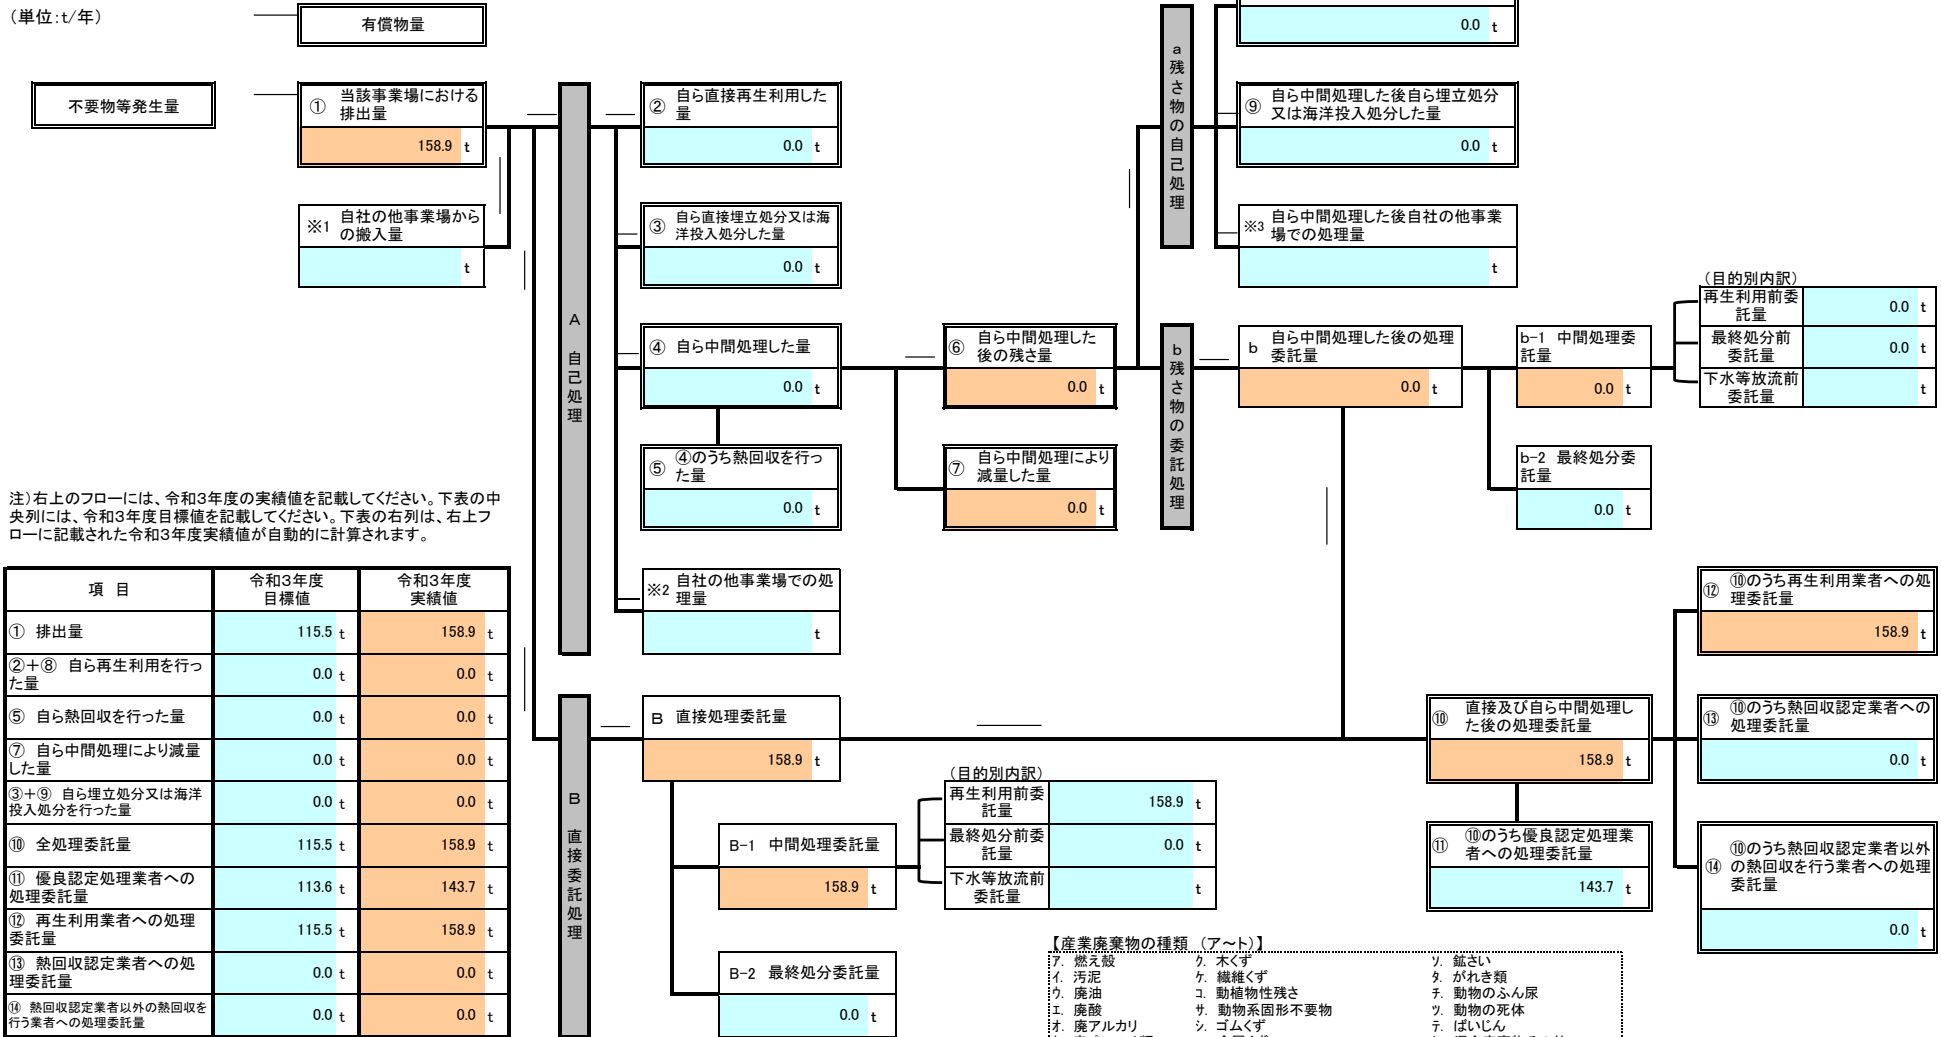 (単位:t/年)
有償物量
0.0 t
不要物等発生量
① 当該事業場における
排出量
158.9 t
※1 自社の他事業場から
の搬入量
t
A 自己処理
② 自ら直接再生利用した
量
0.0 t
③ 自ら直接埋立処分又は海
洋投入処分した量
0.0 t
④ 自ら中間処理した量
0.0 t
⑤ ④のうち熱回収を行っ
た量
0.0 t
※2 自社の他事業場での処
理量
t
⑥ 自ら中間処理した
後の残さ量
0.0 t
⑦ 自ら中間処理により
減量した量
0.0 t
a 残さ物の自己処理
⑨ 自ら中間処理した後自ら埋立処分
又は海洋投入処分した量
0.0 t
※3 自ら中間処理した後自社の他事業
場での処理量
t
b 残さ物の委託処理
b 自ら中間処理した後の処理
委託量
0.0 t
b-1 中間処理委
託量
0.0 t
b-2 最終処分委
託量
0.0 t
(目的別内訳)
再生利用前委
託量
0.0 t
最終処分前
委託量
0.0 t
下水等放流前
委託量
t
注)右上のフローには、令和3年度の実績値を記載してください。下表の中
央列には、令和3年度目標値を記載してください。下表の右列は、右上フ
ローに記載された令和3年度実績値が自動的に計算されます。
項 目 令和3年度
目標値 令和3年度
実績値
① 排出量 115.5 t 158.9 t
②+⑧ 自ら再生利用を行っ
た量 0.0 t 0.0 t
⑤ 自ら熱回収を行った量 0.0 t 0.0 t
⑦ 自ら中間処理により減量
した量 0.0 t 0.0 t
③+⑨ 自ら埋立処分又は海洋
投入処分を行った量 0.0 t 0.0 t
⑩ 全処理委託量 115.5 t 158.9 t
⑪ 優良認定処理業者への
処理委託量 113.6 t 143.7 t
⑫ 再生利用業者への処理
委託量 115.5 t 158.9 t
⑬ 熱回収認定業者への処
理委託量 0.0 t 0.0 t
⑭ 熱回収認定業者以外の熱回収を
行う業者への処理委託量 0.0 t 0.0 t
B 直接委託処理
B 直接処理委託量
158.9 t
B-1 中間処理委託量
158.9 t
B-2 最終処分委託量
0.0 t
(目的別内訳)
再生利用前委
託量
158.9 t
最終処分前委
託量
0.0 t
下水等放流前
委託量
t
⑩ 直接及び自ら中間処理し
た後の処理委託量
158.9 t
⑪ ⑩のうち優良認定処理業
者への処理委託量
143.7 t
⑫ ⑩のうち再生利用業者への処
理委託量
158.9 t
⑬ ⑩のうち熱回収認定業者への
処理委託量
0.0 t
⑭ ⑩のうち熱回収認定業者以外
の熱回収を行う業者への処理
委託量
0.0 t
【産業廃棄物の種類 (ア~ト)】
ア. 燃え殻 ク. 木くず ソ. 鉱さい
イ. 汚泥 ケ. 繊維くず タ. がれき類
ウ. 廃油 コ. 動植物性残さ チ. 動物のふん尿
エ. 廃酸 サ. 動物系固形不要物 ツ. 動物の死体
オ. 廃アルカリ シ. ゴムくず テ. ばいじん